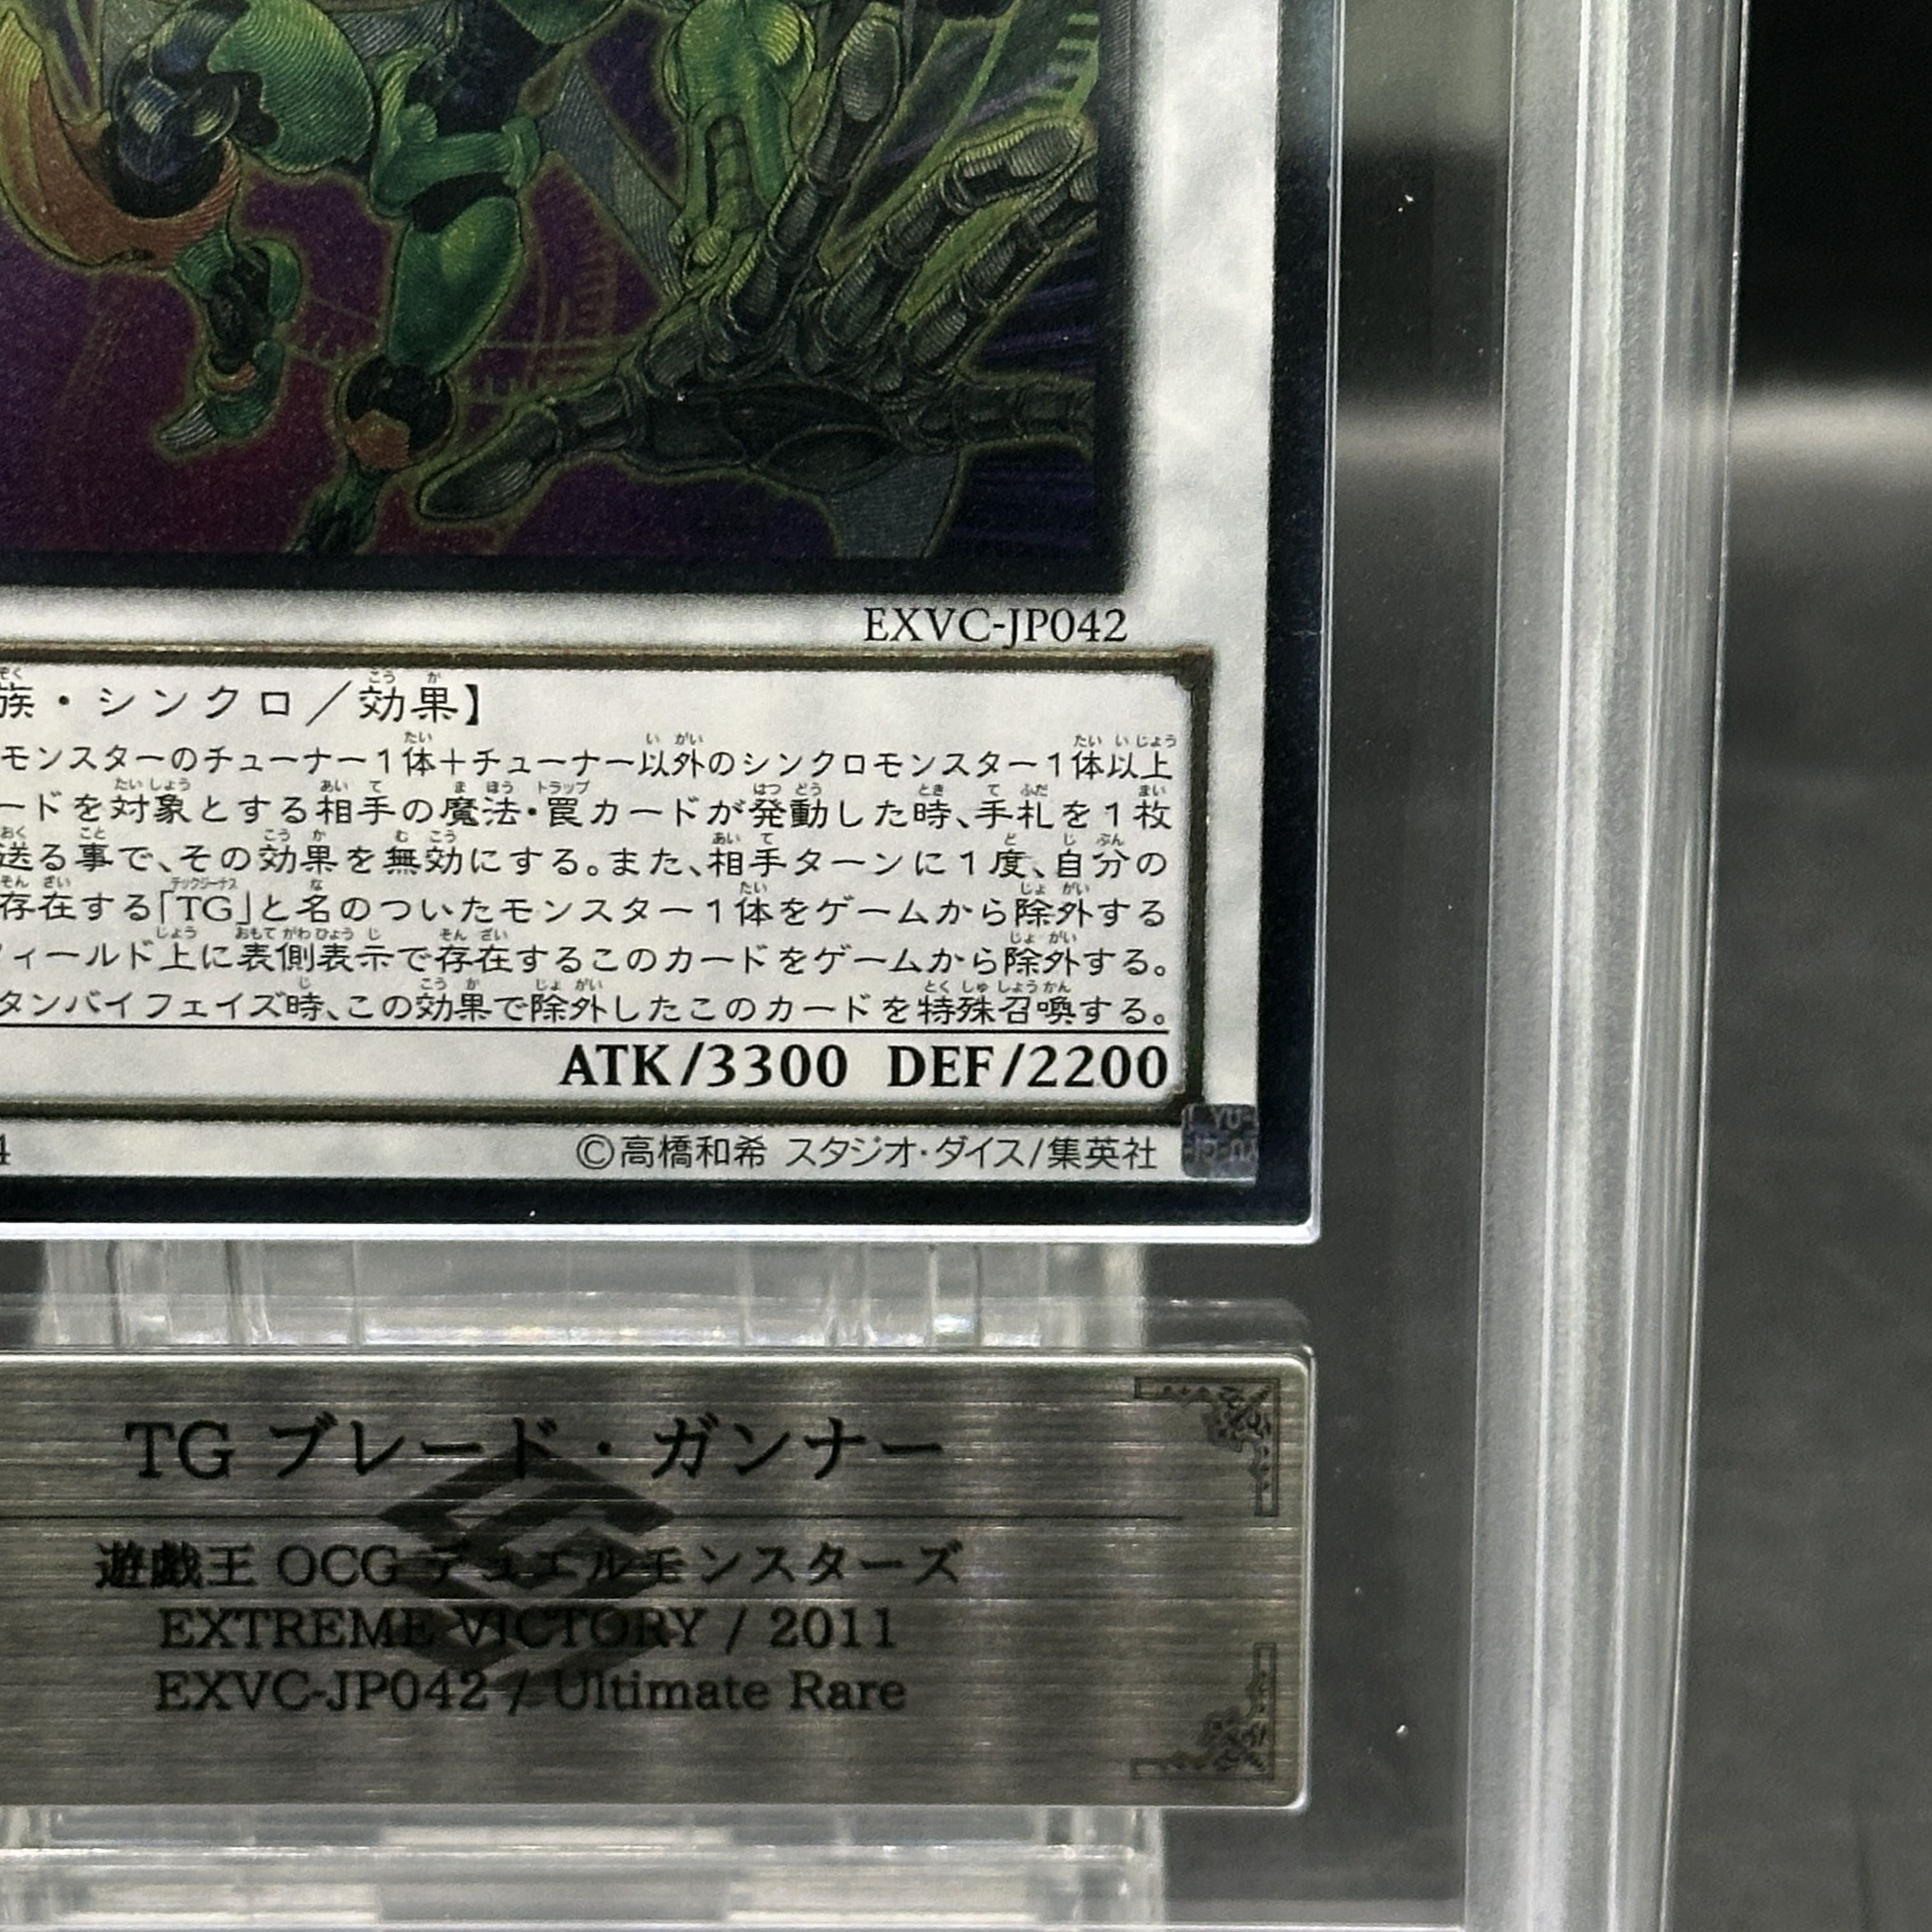 EXVC-JP042
族・シンクロ／効果】
モンスターのチューナー１体＋チューナー以外のシンクロモンスター１体以上
ードを対象とする相手の魔法・罠カードが発動した時、手札を１枚
送る事で、その効果を無効にする。また、相手ターンに１度、自分の
存在する「TG」と名のついたモンスター１体をゲームから除外する
ィールド上に表側表示で存在するこのカードをゲームから除外する。
タンバイフェイズ時、この効果で除外したこのカードを特殊召喚する。
ATK/3300 DEF/2200
4 ©高橋和希 スタジオ・ダイス/集英社
TG ブレード・ガンナー
遊戯王 OCG デュエルモンスターズ
EXTREME VICTORY / 2011
EXVC-JP042 / Ultimate Rare